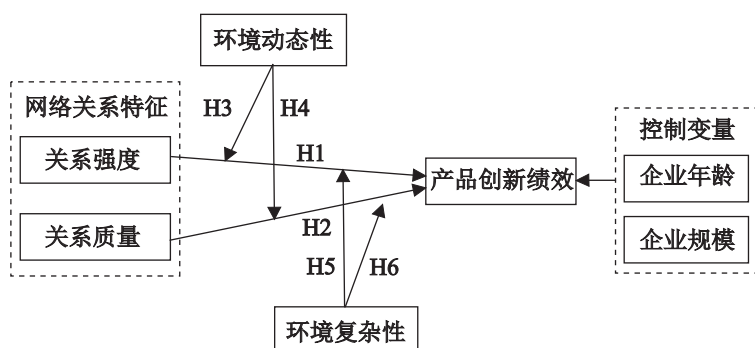 环境动态性
网络关系特征
H3
H4
控制变量
关系强度
H1
产品创新绩效
企业年龄
关系质量
H2
企业规模
H5
H6
环境复杂性